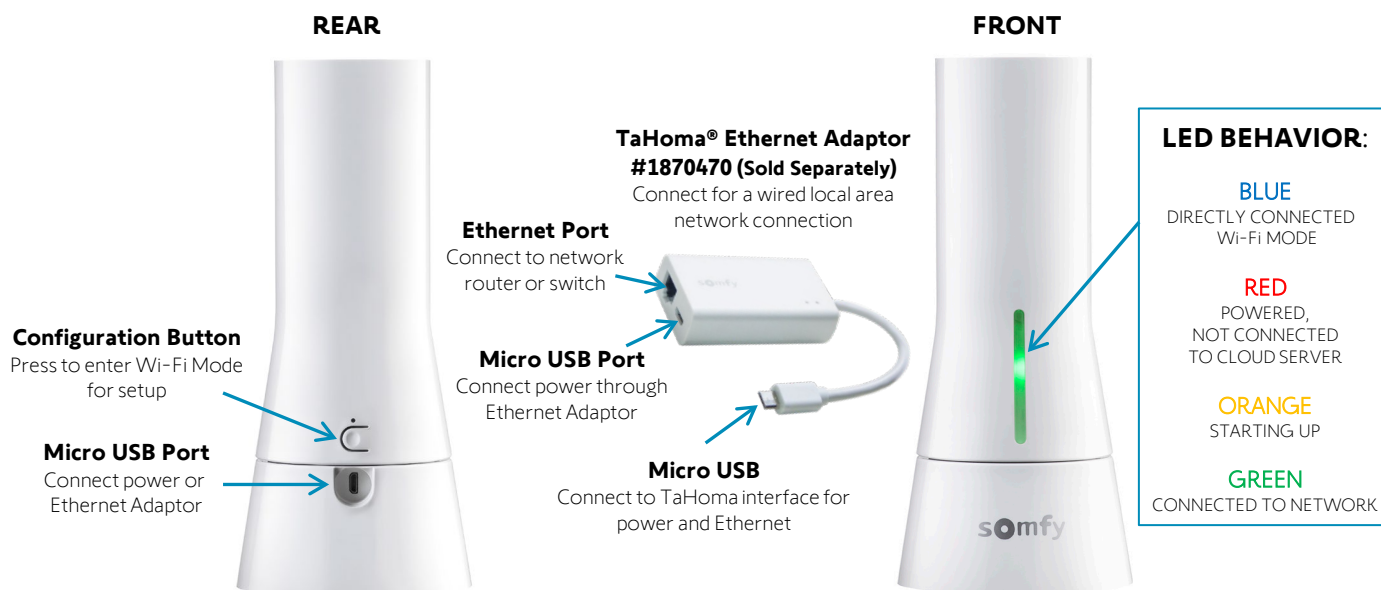 REAR
FRONT
TaHoma® Ethernet Adaptor
#1870470 (Sold Separately)
Connect for a wired local area
network connection
Ethernet Port
Connect to network
router or switch
somfy
Configuration Button
Press to enter Wi-Fi Mode
for setup
Micro USB Port
Connect power through
Ethernet Adaptor
Micro USB Port
Connect power or
Ethernet Adaptor
Micro USB
Connect to TaHoma interface for
power and Ethernet
somfy
LED BEHAVIOR:
BLUE
DIRECTLY CONNECTED
Wi-Fi MODE
RED
POWERED,
NOT CONNECTED
TO CLOUD SERVER
ORANGE
STARTING UP
GREEN
CONNECTED TO NETWORK